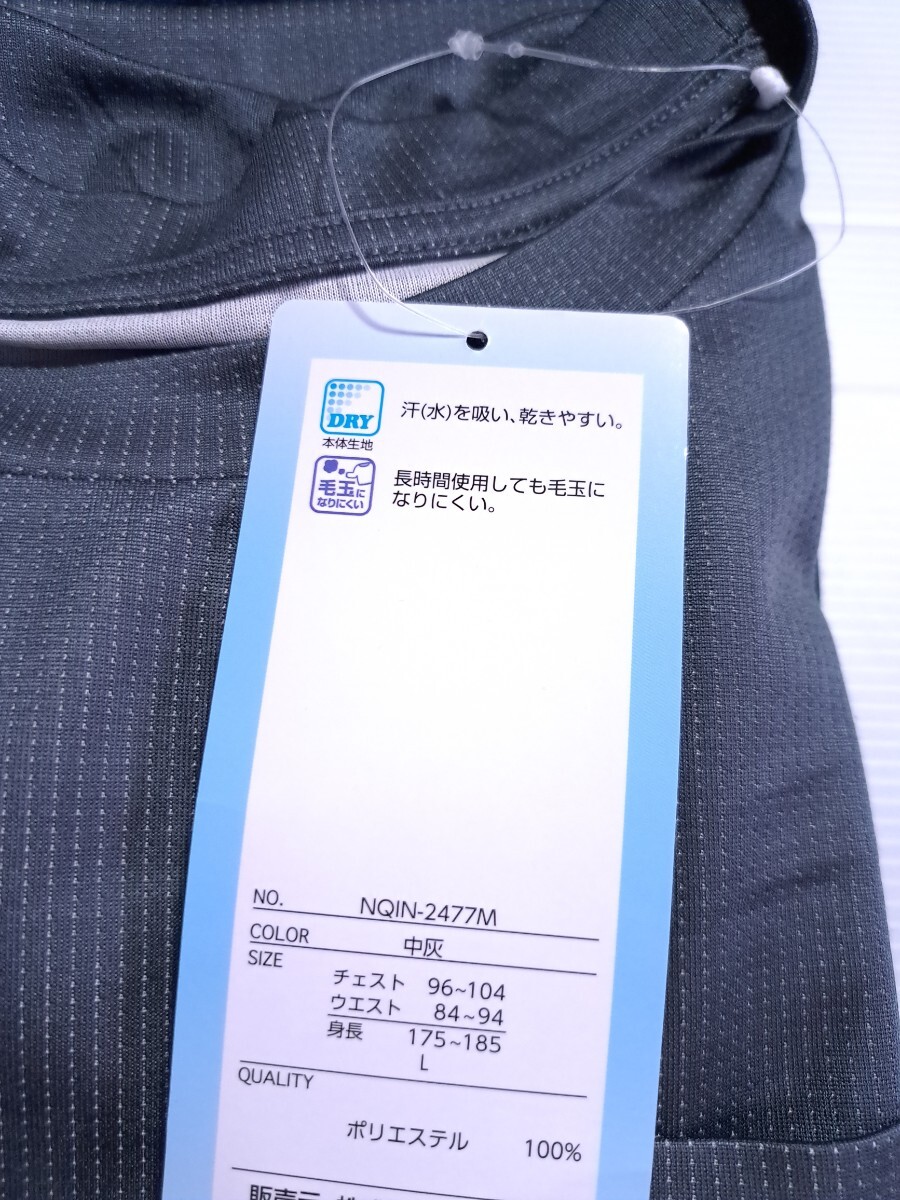 DRY
本体生地
汗(水)を吸い、乾きやすい。
毛玉に
なりにくい
長時間使用しても毛玉に
なりにくい。
NO. NQIN-2477M
COLOR 中灰
SIZE
チェスト 96~104
ウエスト 84~94
身長 175~185
L
QUALITY
ポリエステル 100%
販売元